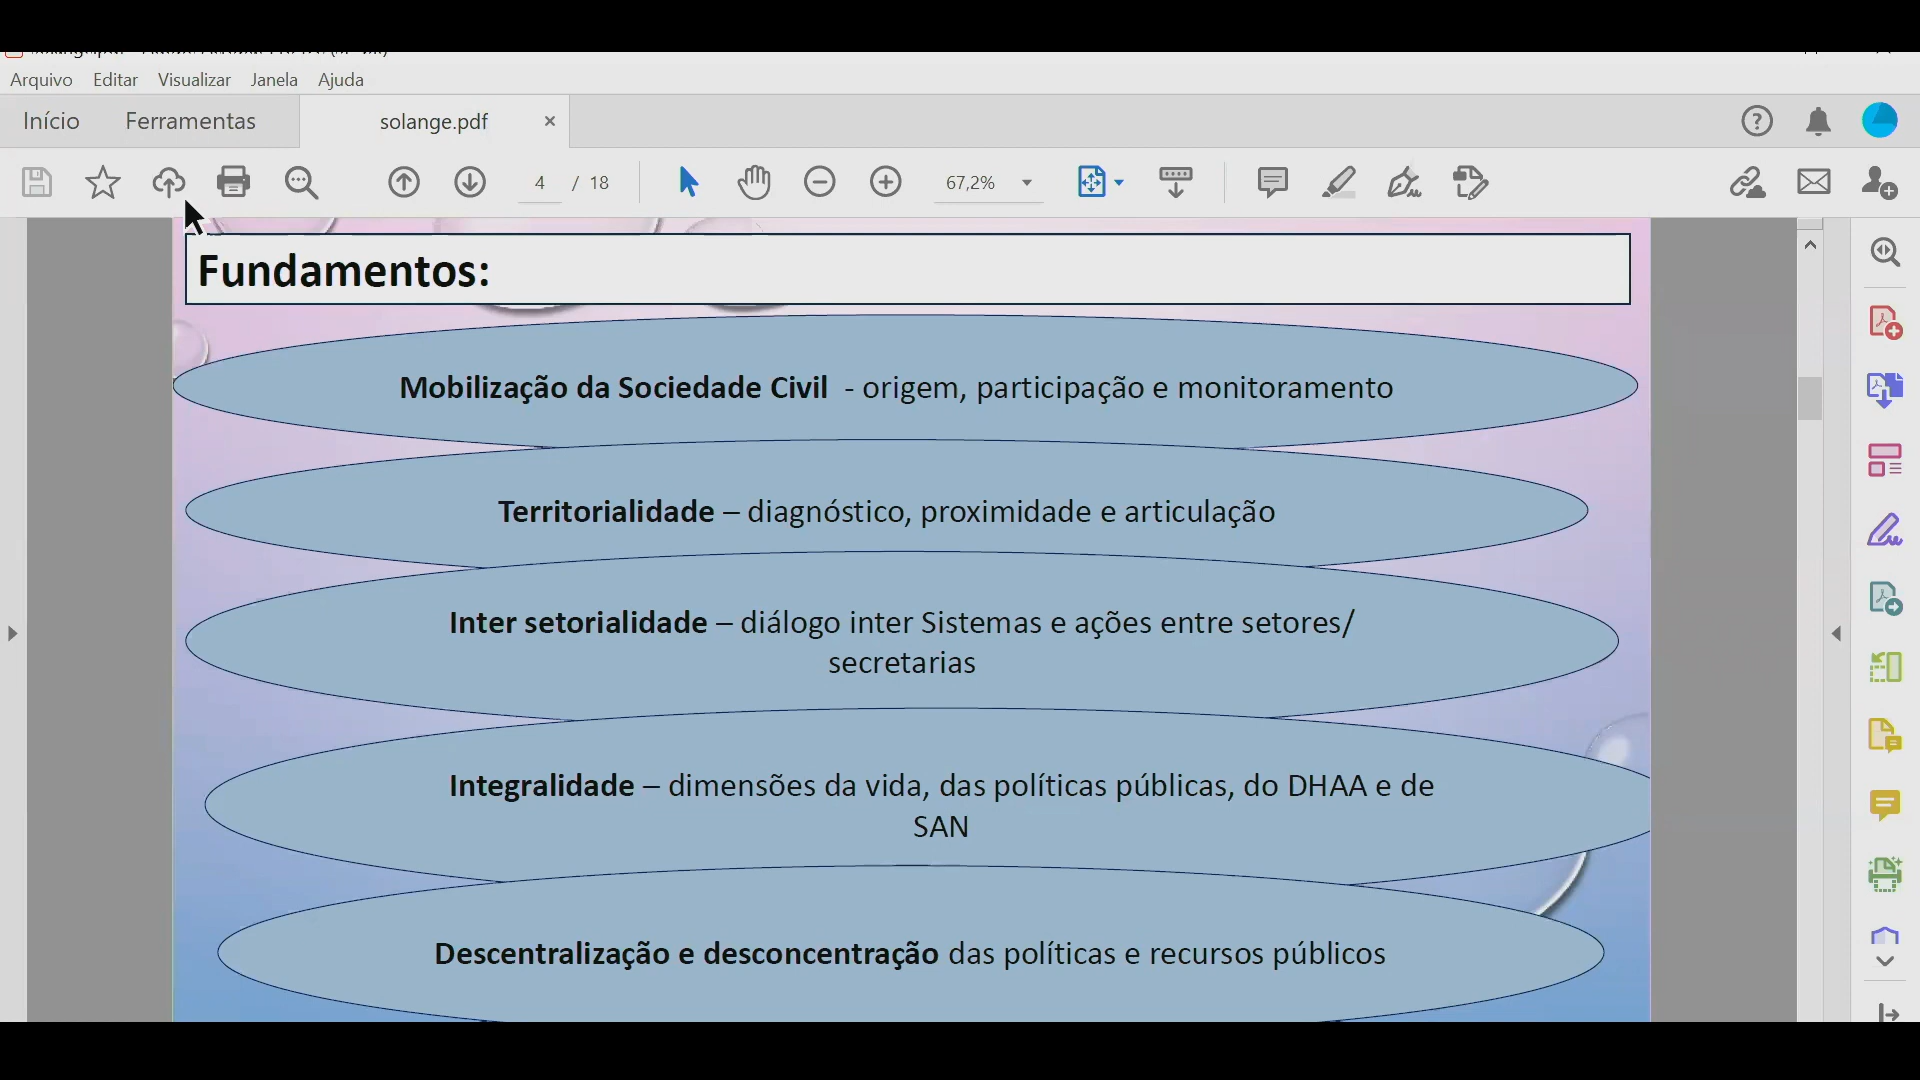 Arquivo Editar Visualizar Janela Ajuda
Início Ferramentas solange.pdf ×
4 / 18 67,2%
Fundamentos:
Mobilização da Sociedade Civil - origem, participação e monitoramento
Territorialidade – diagnóstico, proximidade e articulação
Inter setorialidade – diálogo inter Sistemas e ações entre setores/
secretarias
Integralidade – dimensões da vida, das políticas públicas, do DHAA e de
SAN
Descentralização e desconcentração das políticas e recursos públicos